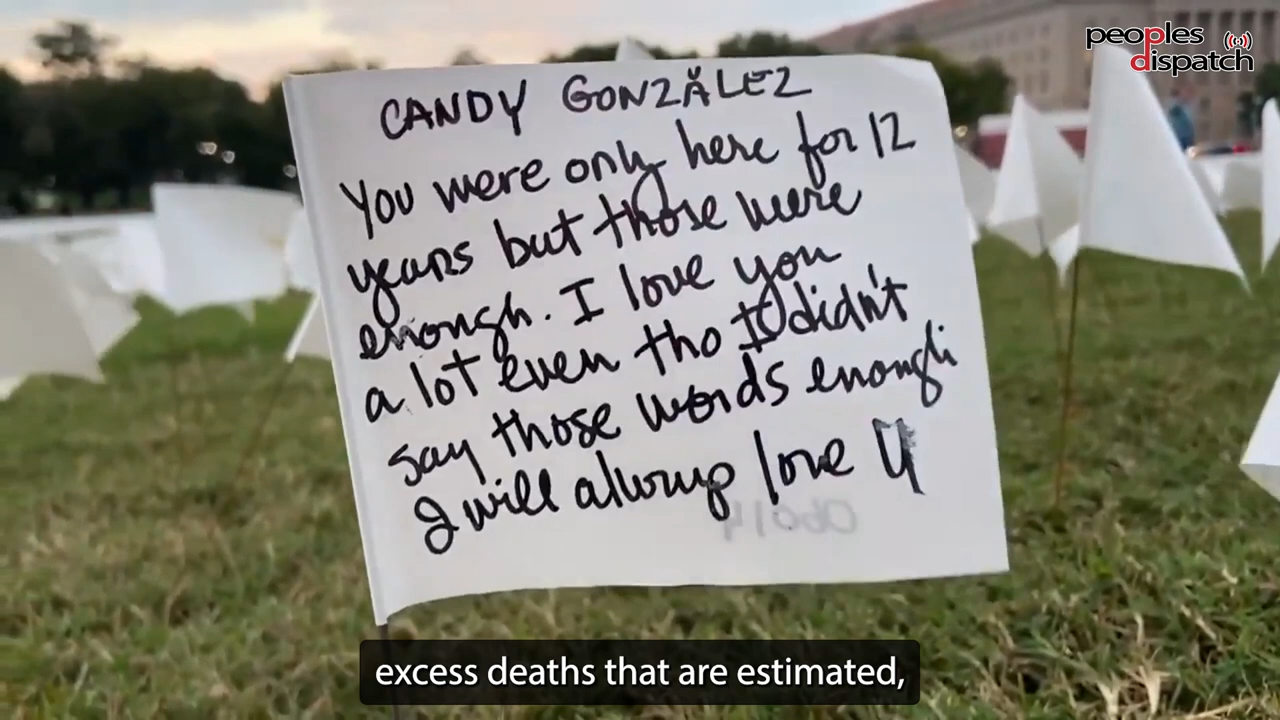 peoples
dispatch
CANDY GONZÁLEZ
You were only here for 12
years but those were
enough. I love you
a lot even tho I didn't
say those words enough
I will always love U
excess deaths that are estimated,